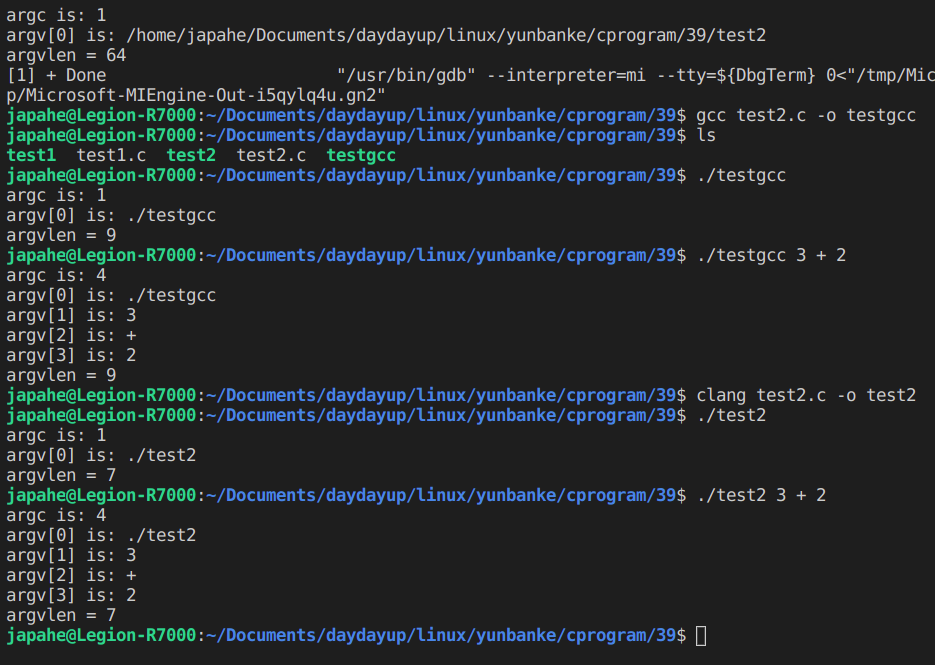 argc is: 1
argv[0] is: /home/japahe/Documents/daydayup/linux/yunbanke/cprogram/39/test2
argvlen = 64
[1] + Done                       "/usr/bin/gdb" --interpreter=mi --tty=${DbgTerm} 0<"/tmp/Mic
p/Microsoft-MIEngine-Out-i5qylq4u.gn2"
japahe@Legion-R7000:~/Documents/daydayup/linux/yunbanke/cprogram/39$ gcc test2.c -o testgcc
japahe@Legion-R7000:~/Documents/daydayup/linux/yunbanke/cprogram/39$ ls
test1  test1.c  test2  test2.c  testgcc
japahe@Legion-R7000:~/Documents/daydayup/linux/yunbanke/cprogram/39$ ./testgcc
argc is: 1
argv[0] is: ./testgcc
argvlen = 9
japahe@Legion-R7000:~/Documents/daydayup/linux/yunbanke/cprogram/39$ ./testgcc 3 + 2
argc is: 4
argv[0] is: ./testgcc
argv[1] is: 3
argv[2] is: +
argv[3] is: 2
argvlen = 9
japahe@Legion-R7000:~/Documents/daydayup/linux/yunbanke/cprogram/39$ clang test2.c -o test2
japahe@Legion-R7000:~/Documents/daydayup/linux/yunbanke/cprogram/39$ ./test2
argc is: 1
argv[0] is: ./test2
argvlen = 7
japahe@Legion-R7000:~/Documents/daydayup/linux/yunbanke/cprogram/39$ ./test2 3 + 2
argc is: 4
argv[0] is: ./test2
argv[1] is: 3
argv[2] is: +
argv[3] is: 2
argvlen = 7
japahe@Legion-R7000:~/Documents/daydayup/linux/yunbanke/cprogram/39$